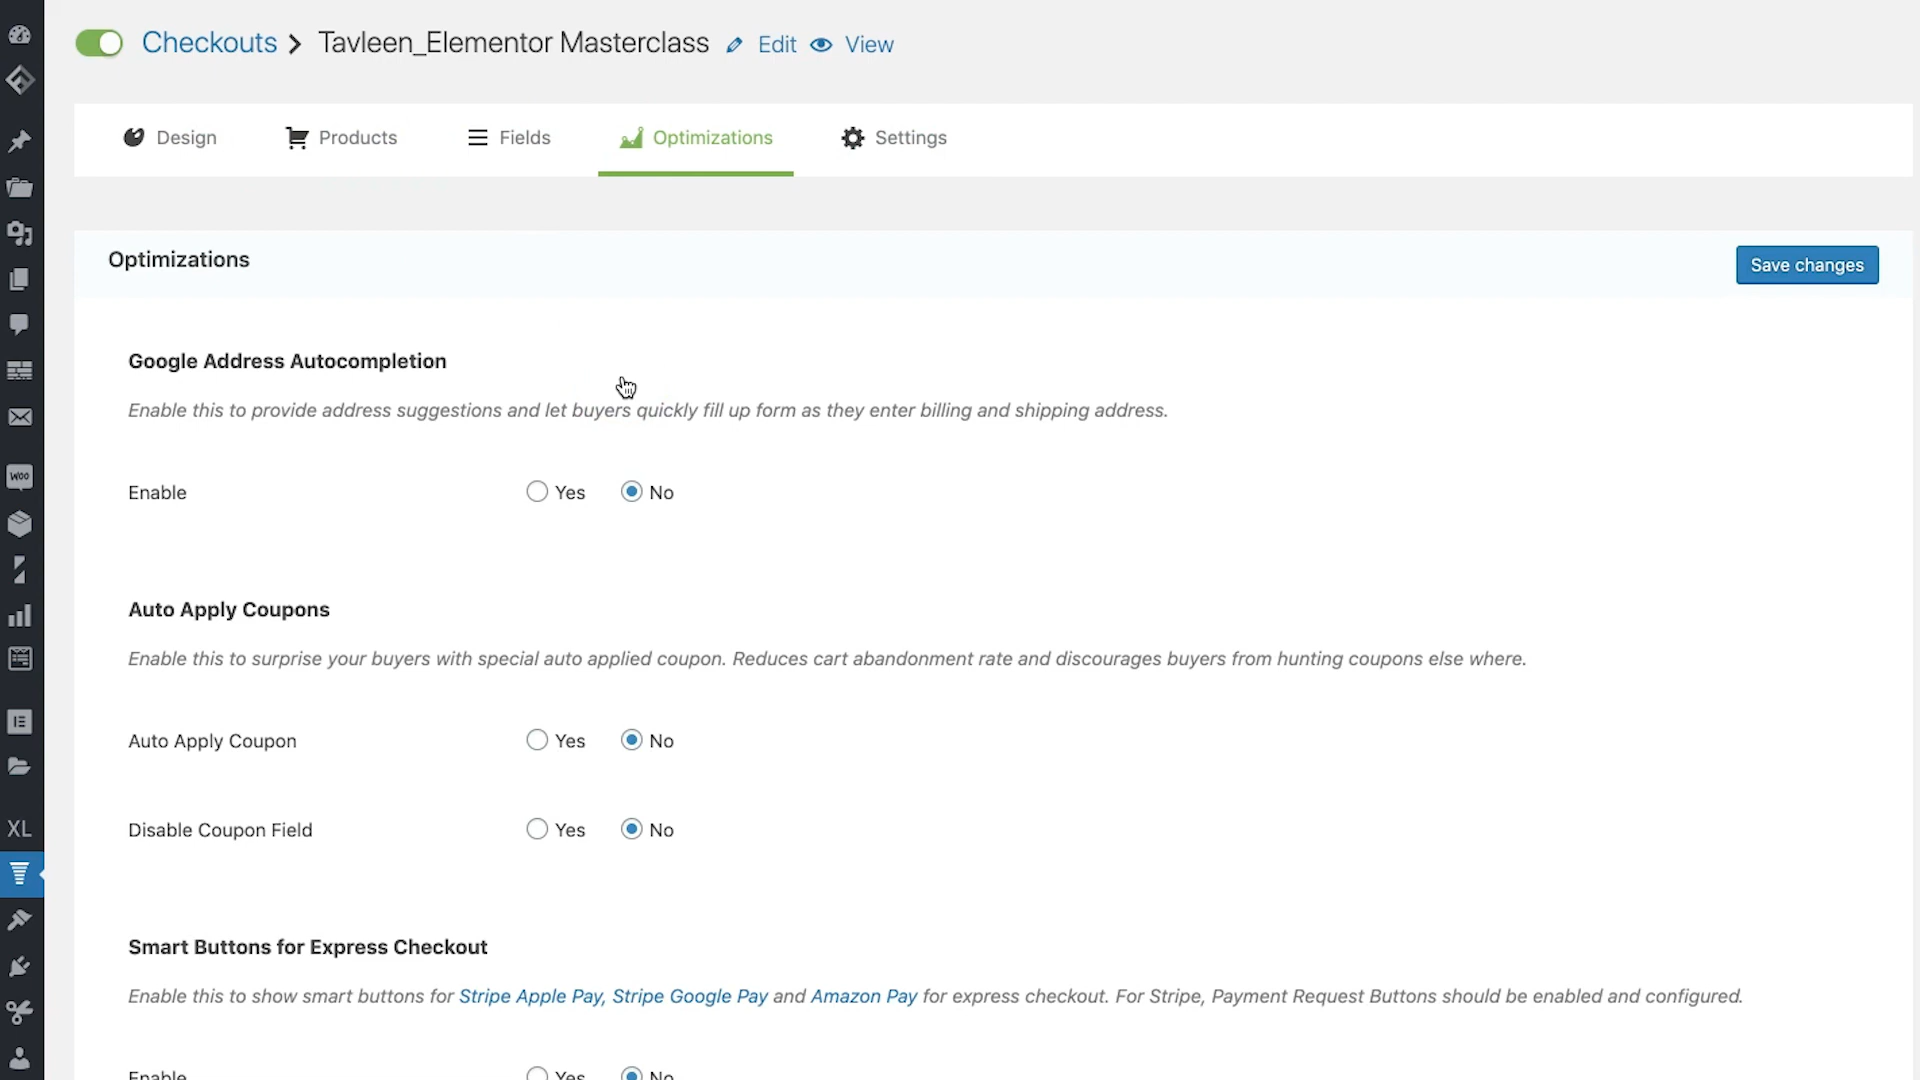 Checkouts > Tavleen_Elementor Masterclass Edit View
Design Products Fields Optimizations Settings
Optimizations
Save changes
Google Address Autocompletion
Enable this to provide address suggestions and let buyers quickly fill up form as they enter billing and shipping address.
Enable Yes No
Auto Apply Coupons
Enable this to surprise your buyers with special auto applied coupon. Reduces cart abandonment rate and discourages buyers from hunting coupons else where.
Auto Apply Coupon Yes No
Disable Coupon Field Yes No
XL
Smart Buttons for Express Checkout
Enable this to show smart buttons for Stripe Apple Pay, Stripe Google Pay and Amazon Pay for express checkout. For Stripe, Payment Request Buttons should be enabled and configured.
Enable Yes No
WOO